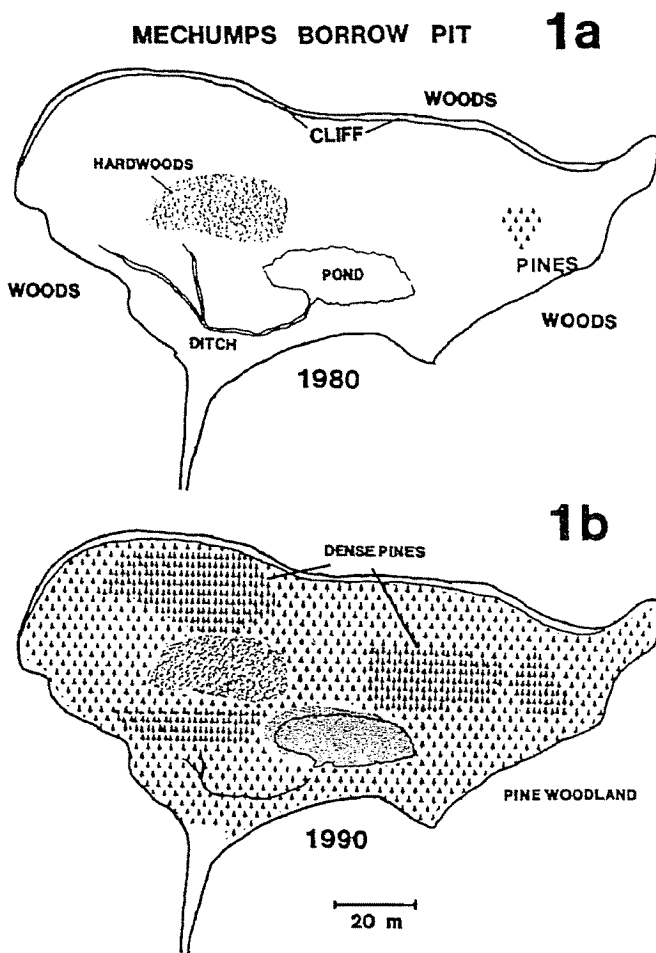 MECHUMPS BORROW PIT
1a
WOODS
CLIFF
HARDWOODS
POND
PINES
WOODS
WOODS
DITCH
1980
1b
DENSE PINES
PINE WOODLAND
1990
20 m